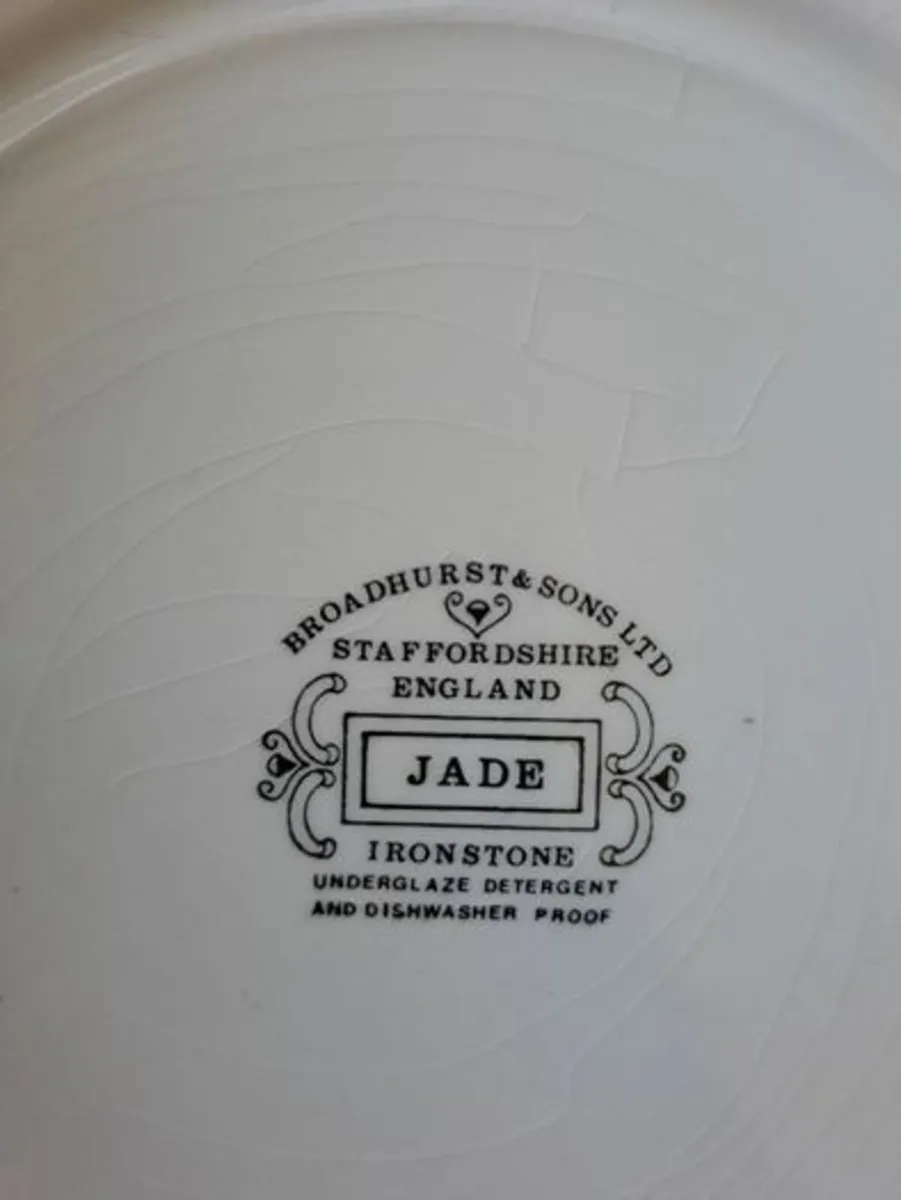 BROADHURST & SONS LTD
STAFFORDSHIRE
ENGLAND
JADE
IRONSTONE
UNDERGLAZE DETERGENT
AND DISHWASHER PROOF